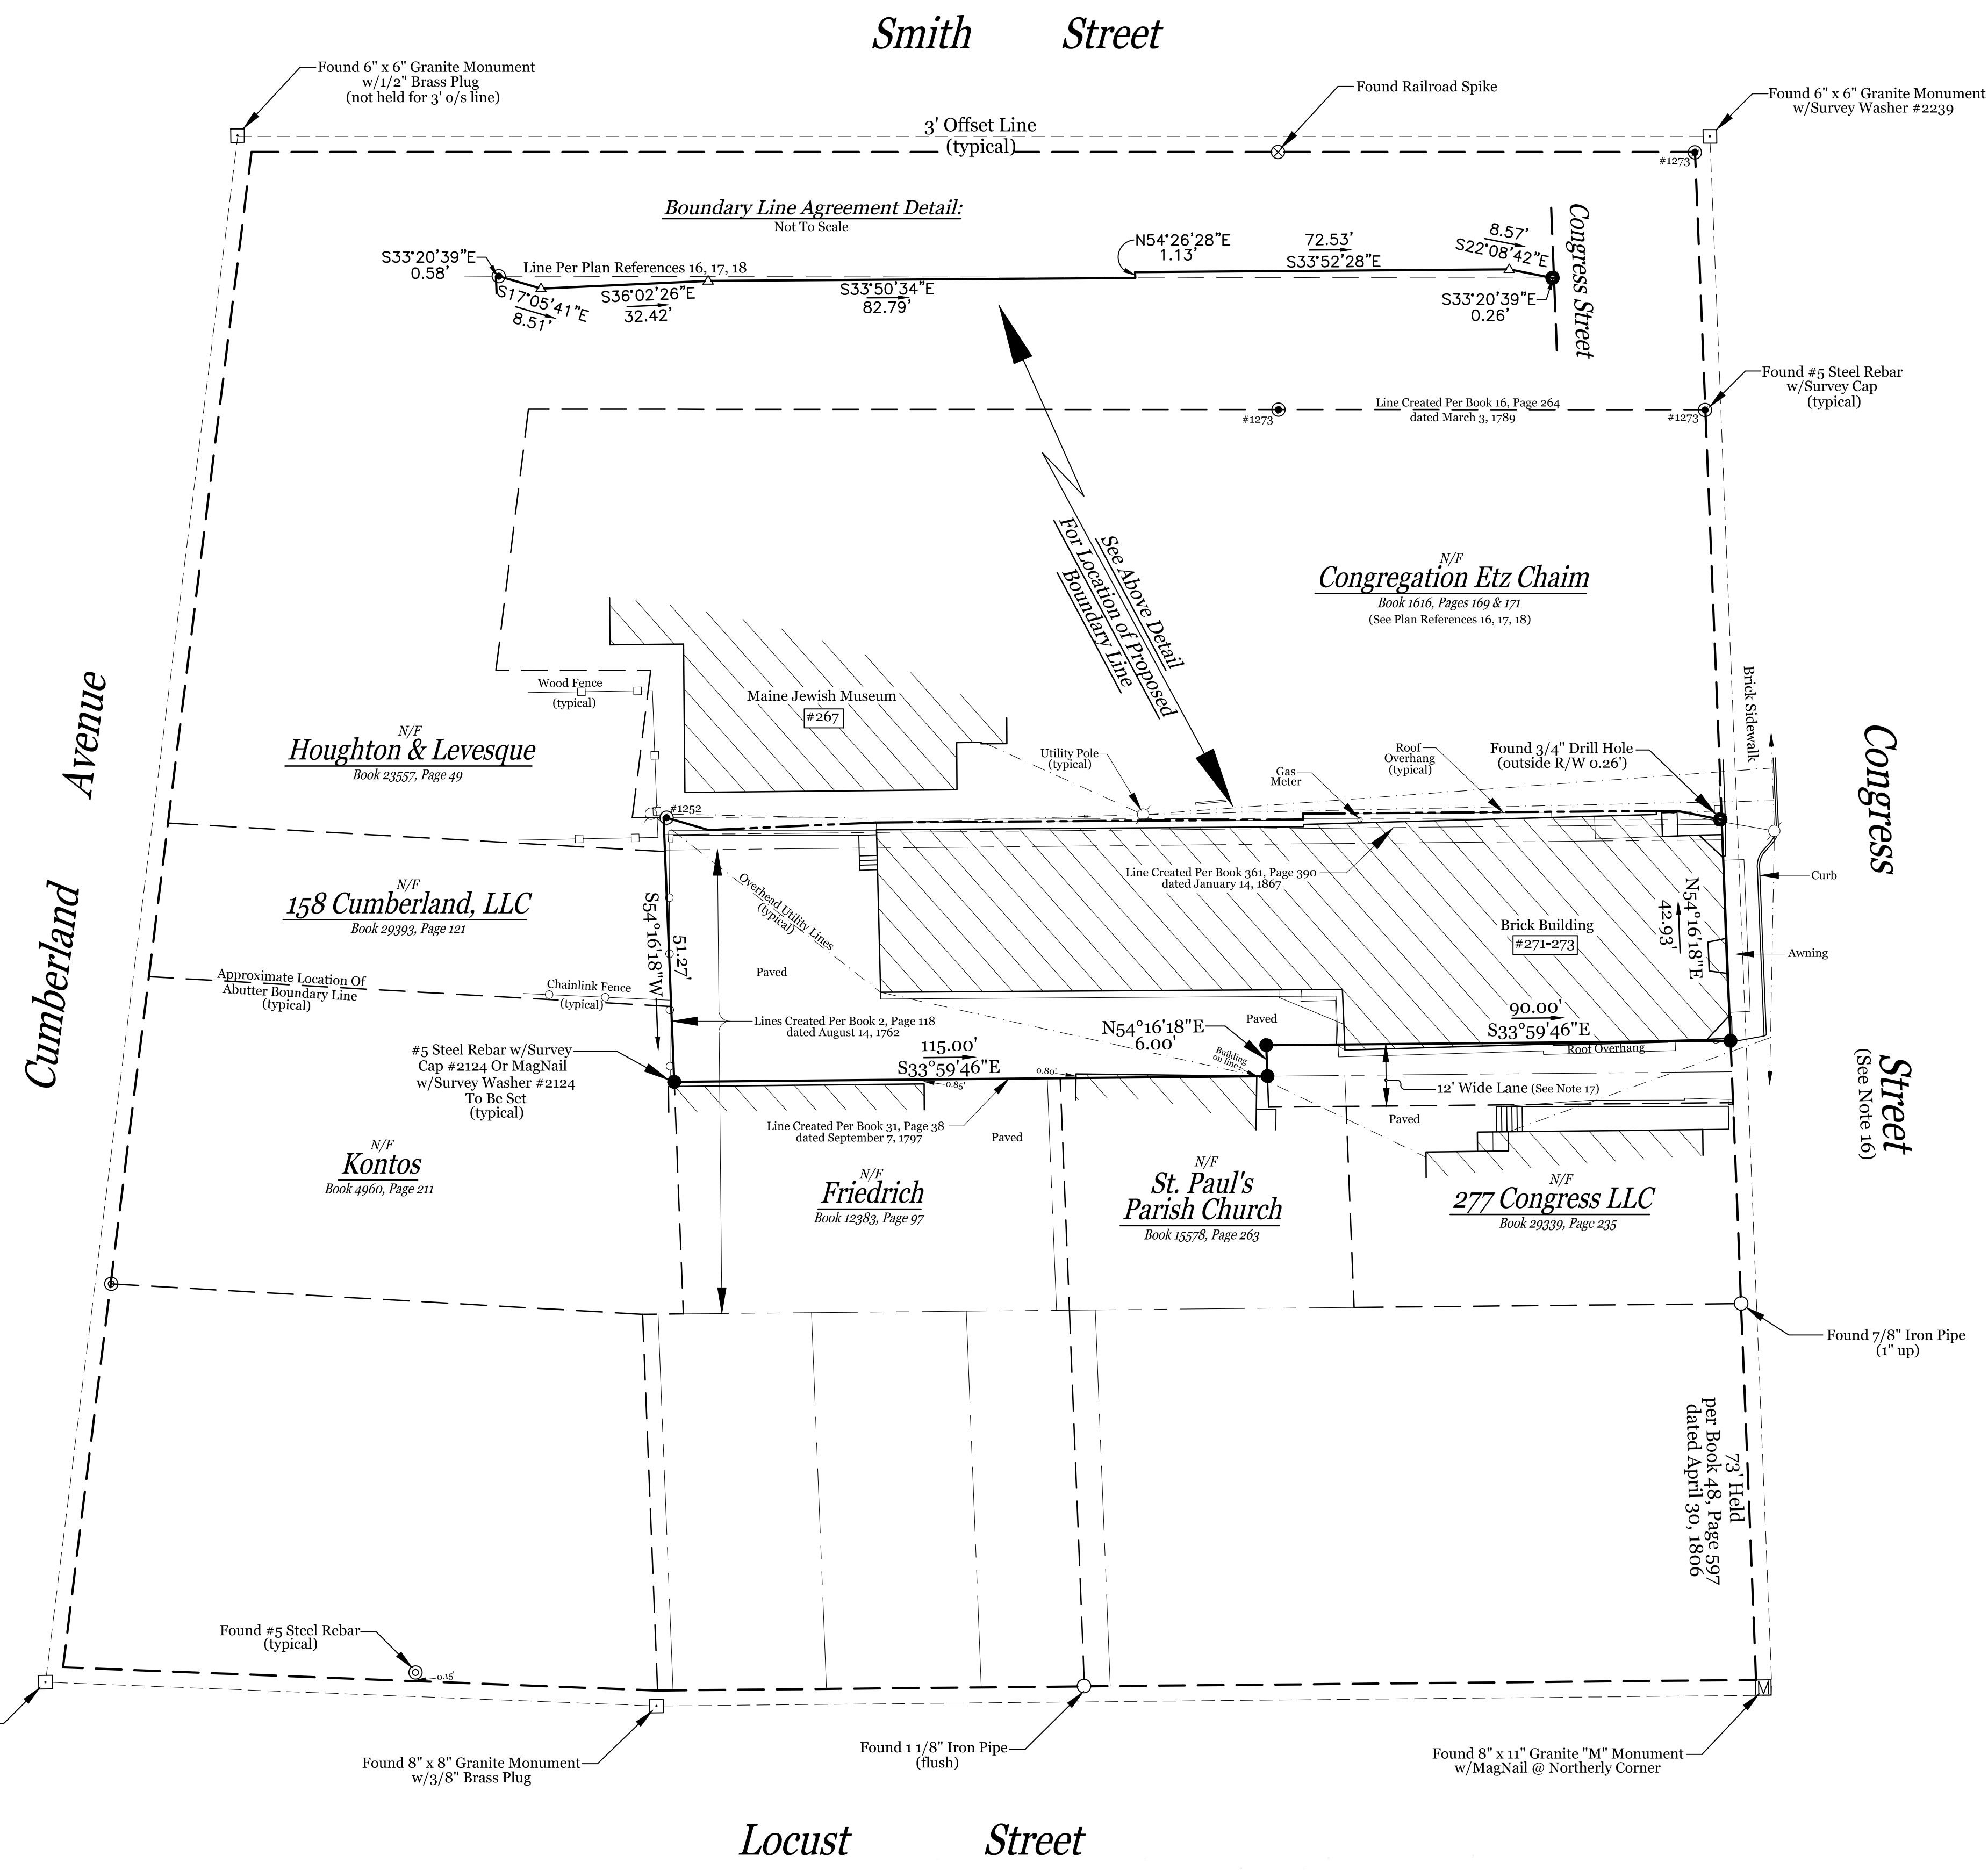 Smith Street
Found 6" x 6" Granite Monument
w/1/2" Brass Plug
(not held for 3' o/s line)
Found Railroad Spike
Found 6" x 6" Granite Monument
w/Survey Washer #2239
3' Offset Line
(typical)
#1273
Boundary Line Agreement Detail:
Not To Scale
S33°20'39"E
0.58'
Line Per Plan References 16, 17, 18
S17°05'41"E
8.51'
S36°02'26"E
32.42'
S33°50'34"E
82.79'
N54°26'28"E
1.13'
72.53'
S33°52'28"E
8.57'
S22°08'42"E
S33°20'39"E
0.26'
Congress Street
Found #5 Steel Rebar
w/Survey Cap
(typical)
#1273
Line Created Per Book 16, Page 264
dated March 3, 1789
#1273
See Above Detail
For Location of Proposed
Boundary Line
N/F
Congregation Etz Chaim
Book 1616, Pages 169 & 171
(See Plan References 16, 17, 18)
Brick Sidewalk
Wood Fence
(typical)
Maine Jewish Museum
#267
N/F
Houghton & Levesque
Book 23557, Page 49
Utility Pole
(typical)
Gas
Meter
Roof
Overhang
(typical)
Found 3/4" Drill Hole
(outside R/W 0.26')
#1252
Cumberland Avenue
Congress Street
(See Note 16)
Line Created Per Book 361, Page 390
dated January 14, 1867
Curb
N/F
158 Cumberland, LLC
Book 29393, Page 121
Overhead Utility Lines
(typical)
S54°16'18"W
51.27'
Paved
Brick Building
#271-273
N54°16'18"E
42.93'
Awning
Approximate Location Of
Abutter Boundary Line
(typical)
Chainlink Fence
(typical)
Lines Created Per Book 2, Page 118
dated August 14, 1762
N54°16'18"E
6.00'
Paved
90.00'
S33°59'46"E
Roof Overhang
#5 Steel Rebar w/Survey
Cap #2124 Or MagNail
w/Survey Washer #2124
To Be Set
(typical)
115.00'
S33°59'46"E
Building
on line±
0.85'
0.80'
12' Wide Lane (See Note 17)
Line Created Per Book 31, Page 38
dated September 7, 1797
Paved
Paved
N/F
Kontos
Book 4960, Page 211
N/F
Friedrich
Book 12383, Page 97
N/F
St. Paul's
Parish Church
Book 15578, Page 263
N/F
277 Congress LLC
Book 29339, Page 235
Found 7/8" Iron Pipe
(1" up)
73' Held
per Book 48, Page 597
dated April 30, 1806
Found #5 Steel Rebar
(typical)
0.15'
M
Found 8" x 8" Granite Monument
w/3/8" Brass Plug
Found 1 1/8" Iron Pipe
(flush)
Found 8" x 11" Granite "M" Monument
w/MagNail @ Northerly Corner
Locust Street